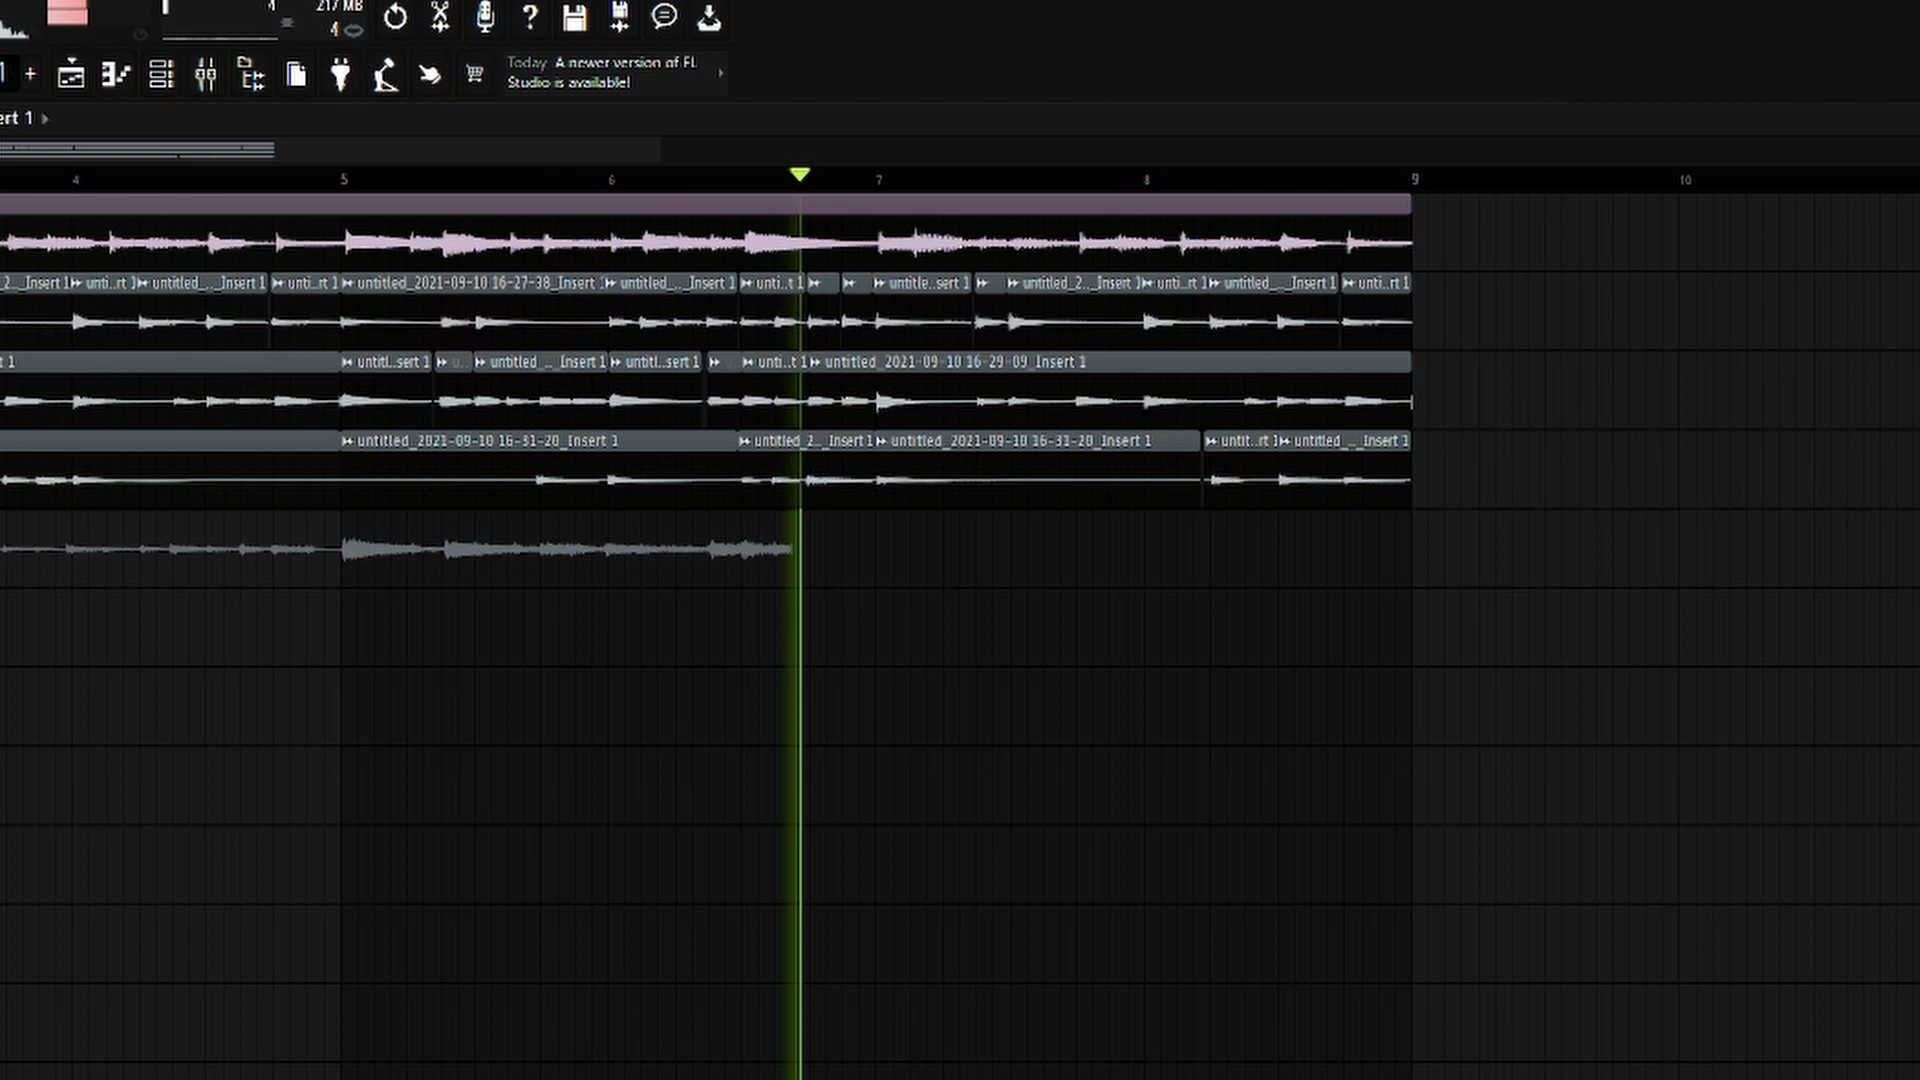 4 217 MB
4
1 + Today A newer version of FL
Studio is available!
ert 1
4 5 6 7 8 9 10
2.._Insert 1 unti..rt 1 untitled_..._Insert 1 unti..rt 1 untitled_2021-09-10 16-27-38_Insert 1 untitled_..._Insert 1 unti..t 1 untitle..sert 1 untitled_2.._Insert 1 unti..rt 1 untitled_..._Insert 1 unti..rt 1
t 1 untitl..sert 1 u.. untitled_..._Insert 1 untitl..sert 1 unti..t 1 untitled_2021-09-10 16-29-09_Insert 1
untitled_2021-09-10 16-31-20_Insert 1 untitled_2.._Insert 1 untitled_2021-09-10 16-31-20_Insert 1 untit..rt 1 untitled_..._Insert 1